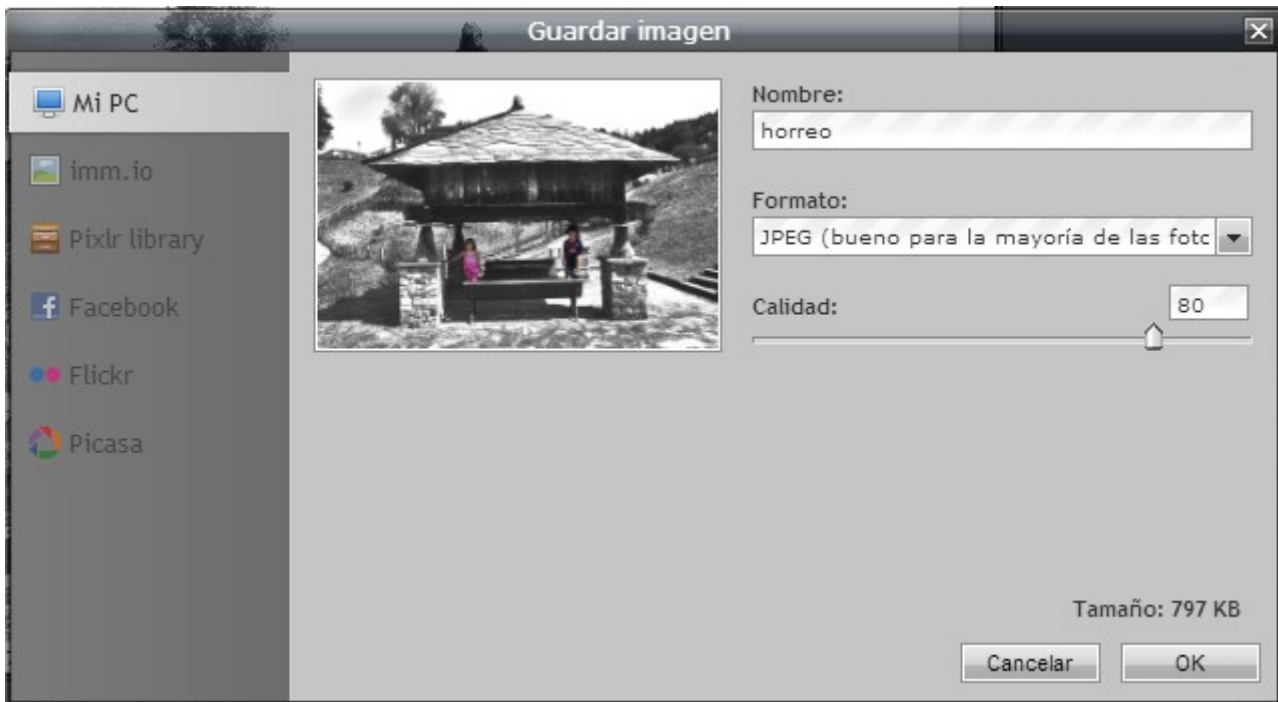 Guardar imagen
Mi PC
imm.io
Pixlr library
Facebook
Flickr
Picasa
Nombre:
horreo
Formato:
JPEG (bueno para la mayoría de las fotc
Calidad:
80
Tamaño: 797 KB
Cancelar
OK